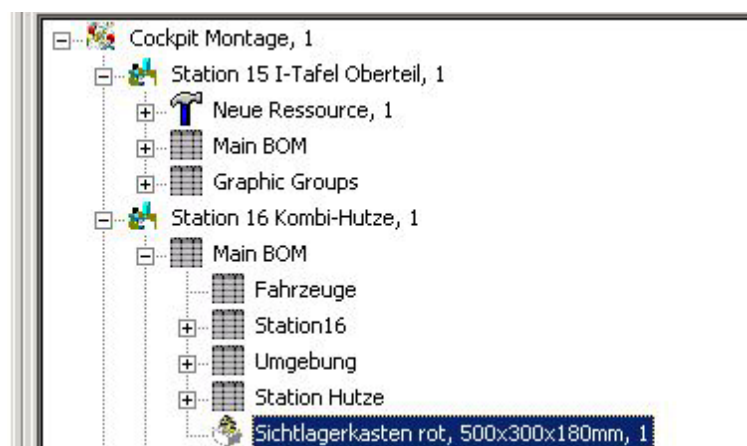 Cockpit Montage, 1
Station 15 I-Tafel Oberteil, 1
Neue Ressource, 1
Main BOM
Graphic Groups
Station 16 Kombi-Hutze, 1
Main BOM
Fahrzeuge
Station16
Umgebung
Station Hutze
Sichtlagerkasten rot, 500x300x180mm, 1